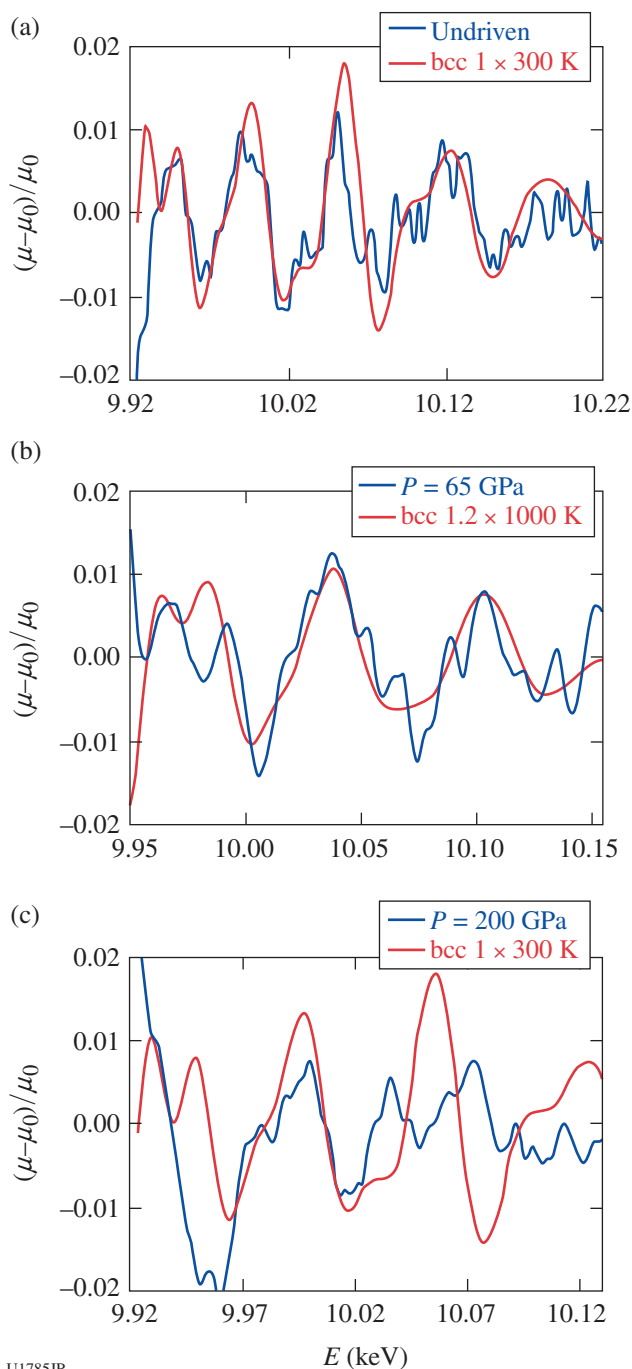 (a)
0.02
0.01
0.00
–0.01
–0.02
(μ–μ0)/μ0
Undriven
bcc 1 × 300 K
9.92 10.02 10.12 10.22
(b)
0.02
0.01
0.00
–0.01
–0.02
(μ–μ0)/μ0
P = 65 GPa
bcc 1.2 × 1000 K
9.95 10.00 10.05 10.10 10.15
(c)
0.02
0.01
0.00
–0.01
–0.02
(μ–μ0)/μ0
P = 200 GPa
bcc 1 × 300 K
9.92 9.97 10.02 10.07 10.12
E (keV)